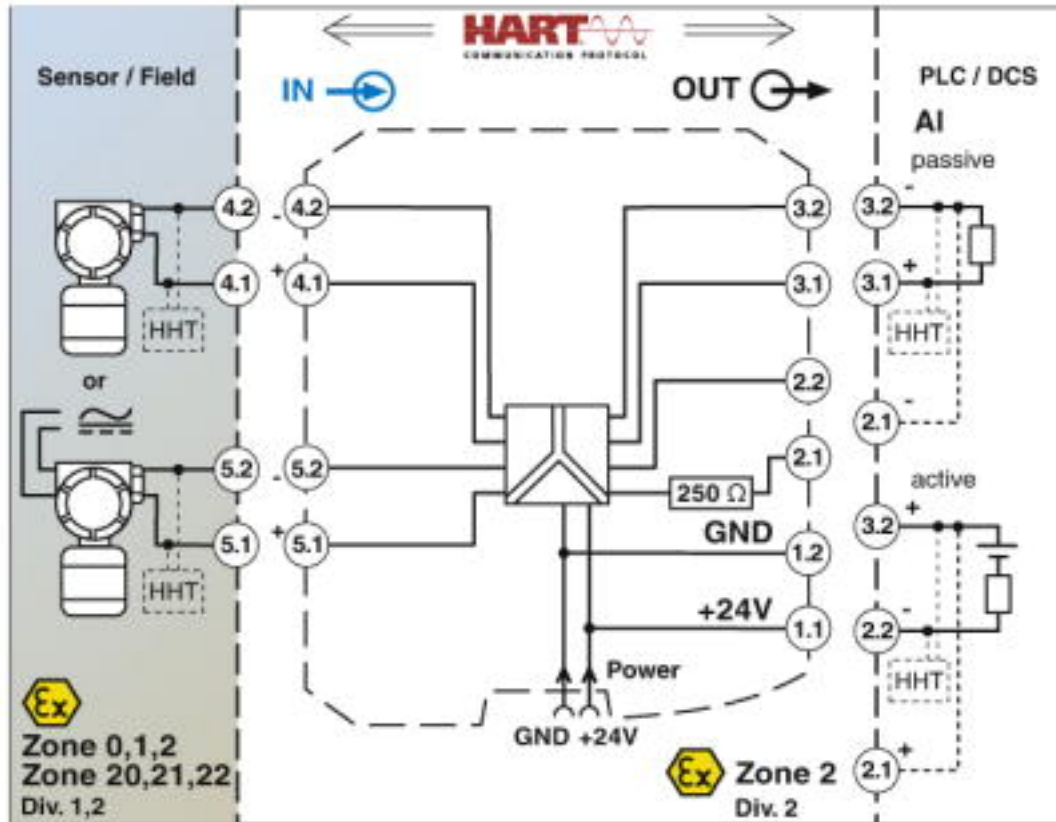 HART
COMMUNICATION PROTOCOL
Sensor / Field
IN
OUT
PLC / DCS
AI
passive
4.2
-
4.2
3.2
3.2
-
4.1
+
4.1
3.1
3.1
+
HHT
HHT
or
2.2
2.1
-
5.2
-
5.2
2.1
250 Ω
active
5.1
+
5.1
GND
1.2
3.2
+
HHT
+24V
1.1
2.2
-
Power
HHT
GND +24V
Ex
Zone 0,1,2
Zone 20,21,22
Div. 1,2
Ex
Zone 2
Div. 2
2.1
+